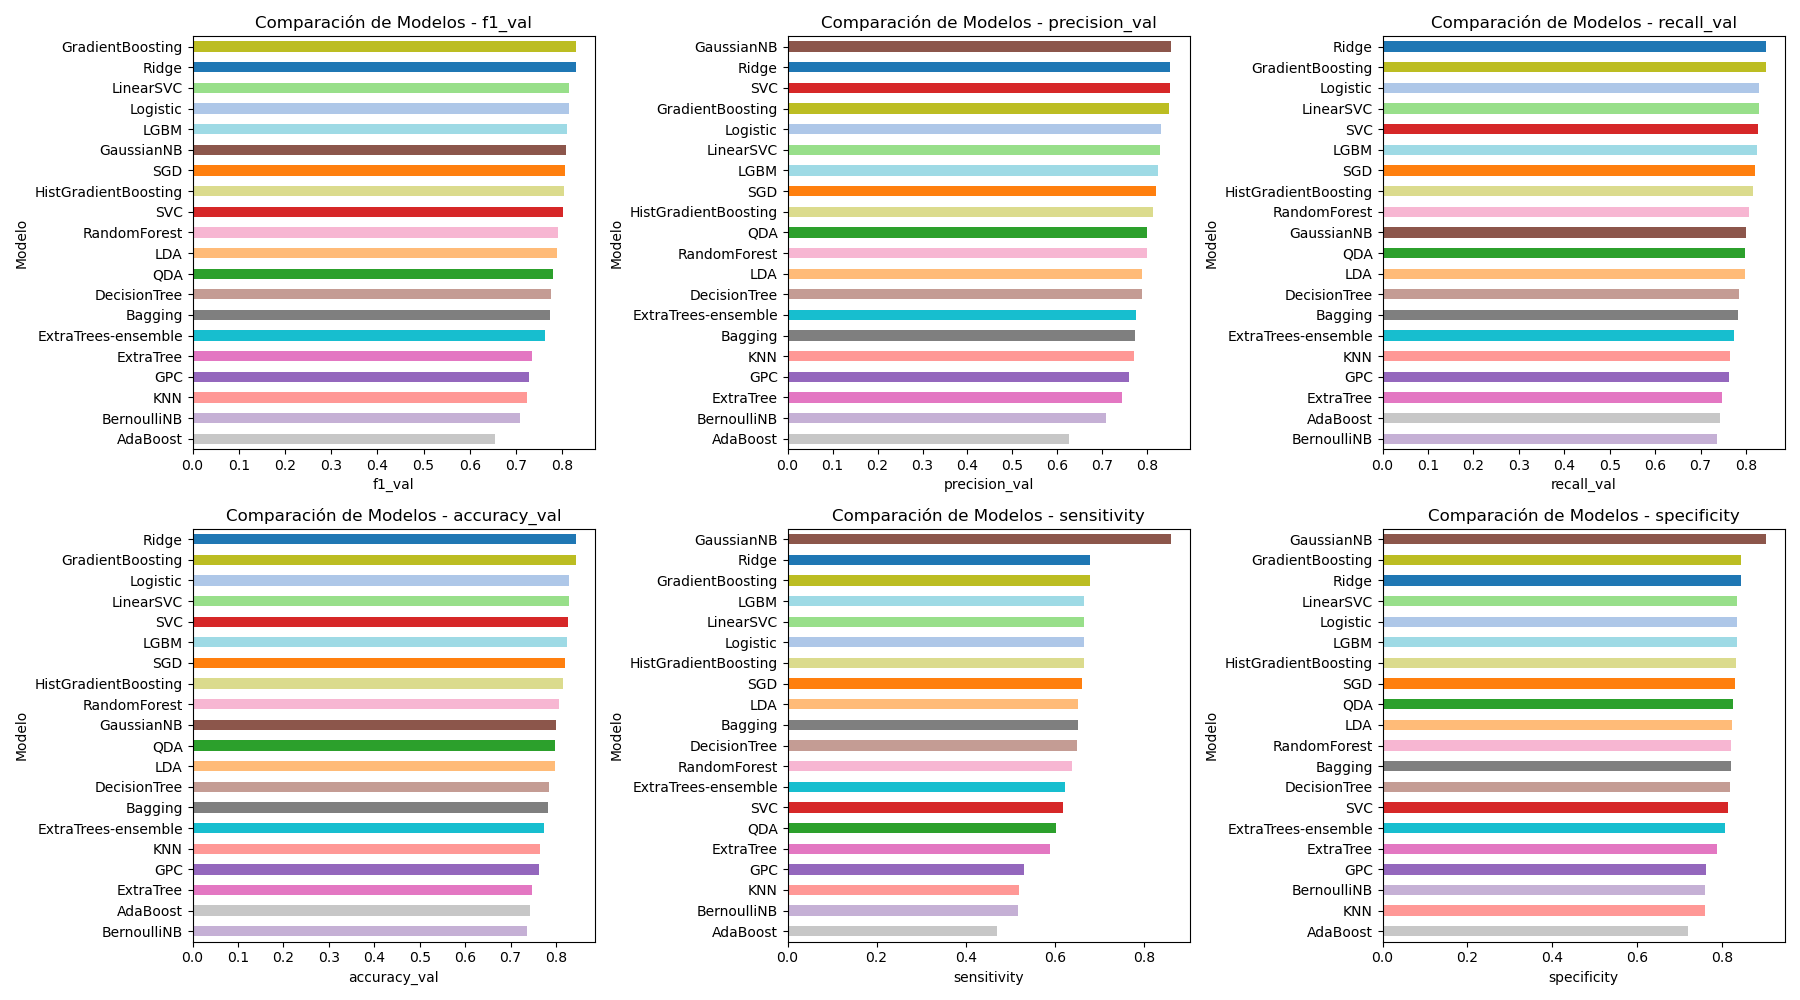 Comparación de Modelos - f1_val
GradientBoosting
Ridge
LinearSVC
Logistic
LGBM
GaussianNB
SGD
HistGradientBoosting
SVC
RandomForest
LDA
QDA
DecisionTree
Bagging
ExtraTrees-ensemble
ExtraTree
GPC
KNN
BernoulliNB
AdaBoost
Modelo
0.0 0.1 0.2 0.3 0.4 0.5 0.6 0.7 0.8
f1_val
Comparación de Modelos - precision_val
GaussianNB
Ridge
SVC
GradientBoosting
Logistic
LinearSVC
LGBM
SGD
HistGradientBoosting
QDA
RandomForest
LDA
DecisionTree
ExtraTrees-ensemble
Bagging
KNN
GPC
ExtraTree
BernoulliNB
AdaBoost
Modelo
0.0 0.1 0.2 0.3 0.4 0.5 0.6 0.7 0.8
precision_val
Comparación de Modelos - recall_val
Ridge
GradientBoosting
Logistic
LinearSVC
SVC
LGBM
SGD
HistGradientBoosting
RandomForest
GaussianNB
QDA
LDA
DecisionTree
Bagging
ExtraTrees-ensemble
KNN
GPC
ExtraTree
AdaBoost
BernoulliNB
Modelo
0.0 0.1 0.2 0.3 0.4 0.5 0.6 0.7 0.8
recall_val
Comparación de Modelos - accuracy_val
Ridge
GradientBoosting
Logistic
LinearSVC
SVC
LGBM
SGD
HistGradientBoosting
RandomForest
GaussianNB
QDA
LDA
DecisionTree
Bagging
ExtraTrees-ensemble
KNN
GPC
ExtraTree
AdaBoost
BernoulliNB
Modelo
0.0 0.1 0.2 0.3 0.4 0.5 0.6 0.7 0.8
accuracy_val
Comparación de Modelos - sensitivity
GaussianNB
Ridge
GradientBoosting
LGBM
LinearSVC
Logistic
HistGradientBoosting
SGD
LDA
Bagging
DecisionTree
RandomForest
ExtraTrees-ensemble
SVC
QDA
ExtraTree
GPC
KNN
BernoulliNB
AdaBoost
Modelo
0.0 0.2 0.4 0.6 0.8
sensitivity
Comparación de Modelos - specificity
GaussianNB
GradientBoosting
Ridge
LinearSVC
Logistic
LGBM
HistGradientBoosting
SGD
QDA
LDA
RandomForest
Bagging
DecisionTree
SVC
ExtraTrees-ensemble
ExtraTree
GPC
BernoulliNB
KNN
AdaBoost
Modelo
0.0 0.2 0.4 0.6 0.8
specificity